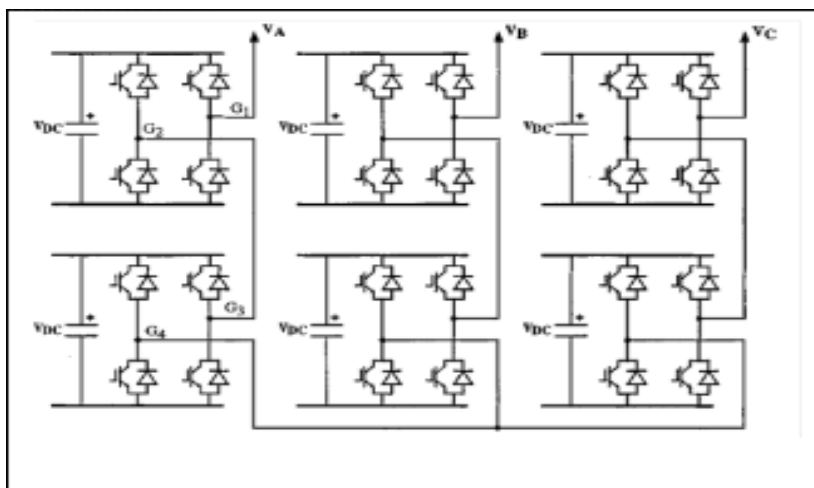 VA VB VC
G1
VDC + G2 VDC + VDC +
G3
VDC + G4 VDC + VDC +